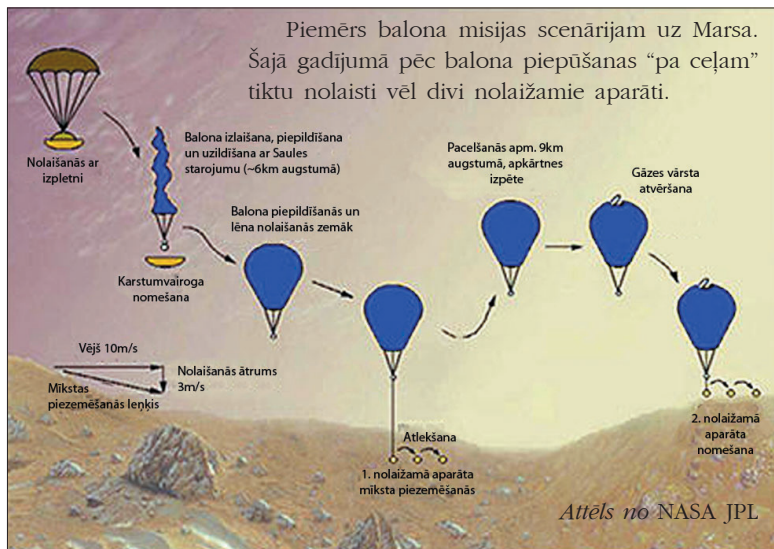 Piemērs balona misijas scenārijam uz Marsa.
Šajā gadījumā pēc balona piepūšanas “pa ceļam”
tiktu nolaisti vēl divi nolaižamie aparāti.
Nolaišanās ar
izpletni
Balona izlaišana, piepildīšana
un uzildīšana ar Saules
starojumu (~6km augstumā)
Karstumvairoga
nomešana
Balona piepildīšanās un
lēna nolaišanās zemāk
Pacelšanās apm. 9km
augstumā, apkārtnes
izpēte
Gāzes vārsta
atvēršana
Vējš 10m/s
Nolaišanās ātrums
3m/s
Mīkstas
piezemēšanās leņķis
Atlekšana
1. nolaižamā aparāta
mīksta piezemēšanās
2. nolaižamā
aparāta
nomešana
Attēls no NASA JPL